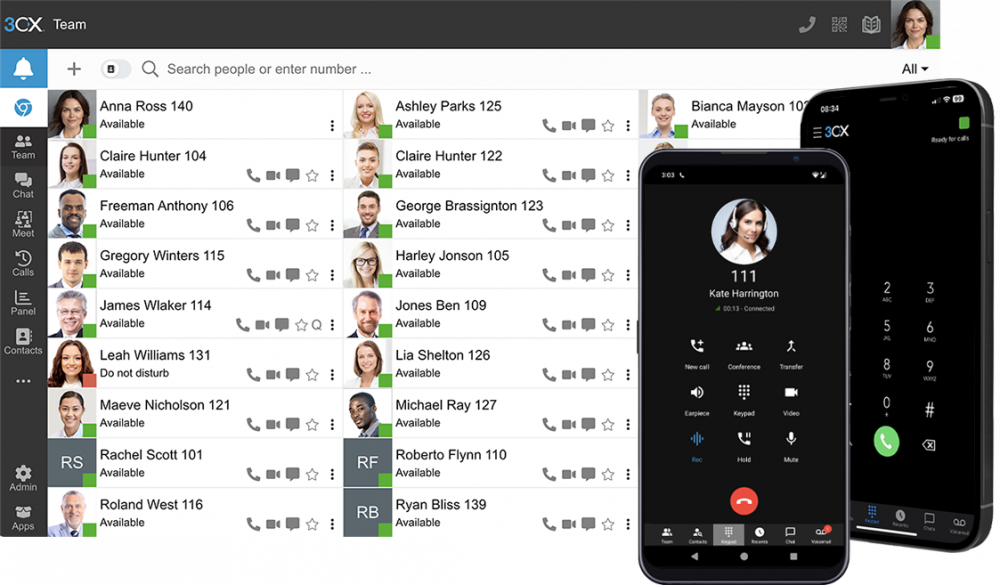 3CX Team
Search people or enter number ...
All
Anna Ross 140
Available
Ashley Parks 125
Available
Bianca Mayson 102
Available
Claire Hunter 104
Available
Claire Hunter 122
Available
Freeman Anthony 106
Available
George Brassignton 123
Available
Gregory Winters 115
Available
Harley Jonson 105
Available
James Wlaker 114
Available
Jones Ben 109
Available
Leah Williams 131
Do not disturb
Lia Shelton 126
Available
Maeve Nicholson 121
Available
Michael Ray 127
Available
RS
Rachel Scott 101
Available
RF
Roberto Flynn 110
Available
Roland West 116
Available
RB
Ryan Bliss 139
Available
Team
Chat
Meet
Calls
Panel
Contacts
Admin
Apps
3:03
111
Kate Harrington
00:13 - Connected
New call
Conference
Transfer
Earpiece
Keypad
Video
Rec
Hold
Mute
Team
Contacts
Keypad
Recents
Chat
Voicemail
08:34
99
3CX
Ready for calls
2
ABC
3
DEF
5
JKL
6
MNO
8
TUV
9
WXYZ
0
+
#
Keypad
Recents
Chats
Voicemail